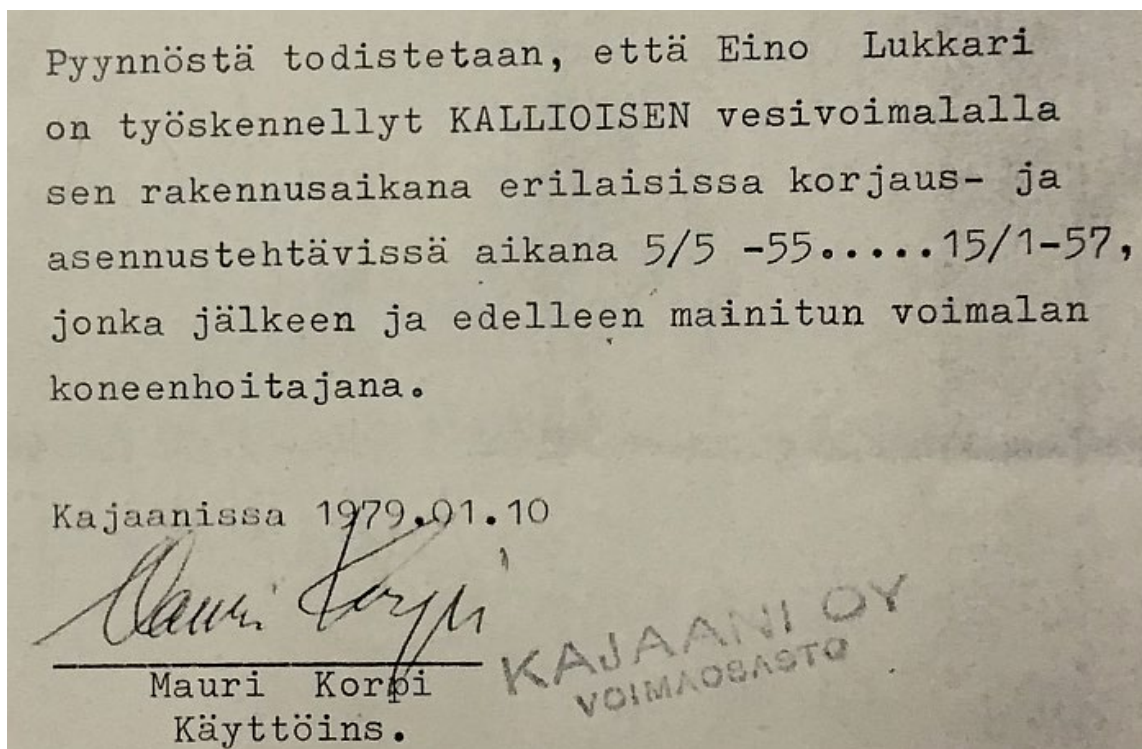 Pyynnöstä todistetaan, että Eino Lukkari
on työskennellyt KALLIOISEN vesivoimalalla
sen rakennusaikana erilaisissa korjaus- ja
asennustehtävissä aikana 5/5 -55.....15/1-57,
jonka jälkeen ja edelleen mainitun voimalan
koneenhoitajana.
Kajaanissa 1979.01.10
Mauri Korpi
KAJAANI OY
VOIMAOSASTO
Mauri Korpi
Käyttöins.